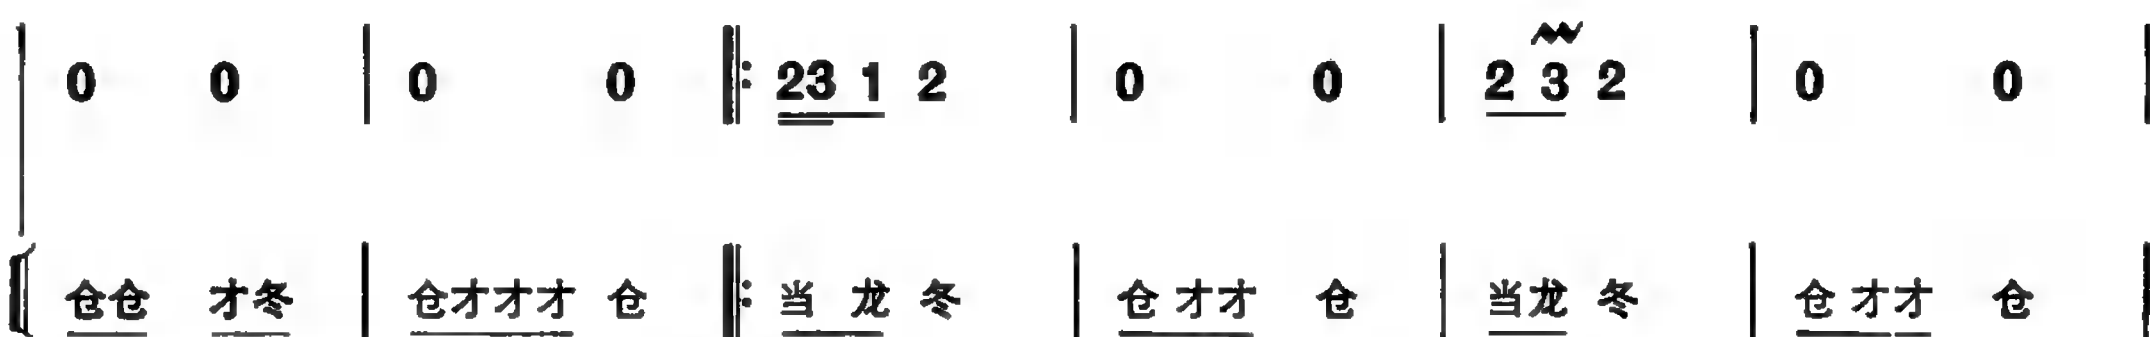 0 0 | 0 0 ‖: 23 1 2 | 0 0 | 2 3 2 | 0 0 |
仓仓 才冬 | 仓才才才 仓 ‖: 当 龙 冬 | 仓 才才 仓 | 当龙 冬 | 仓 才才 仓 |